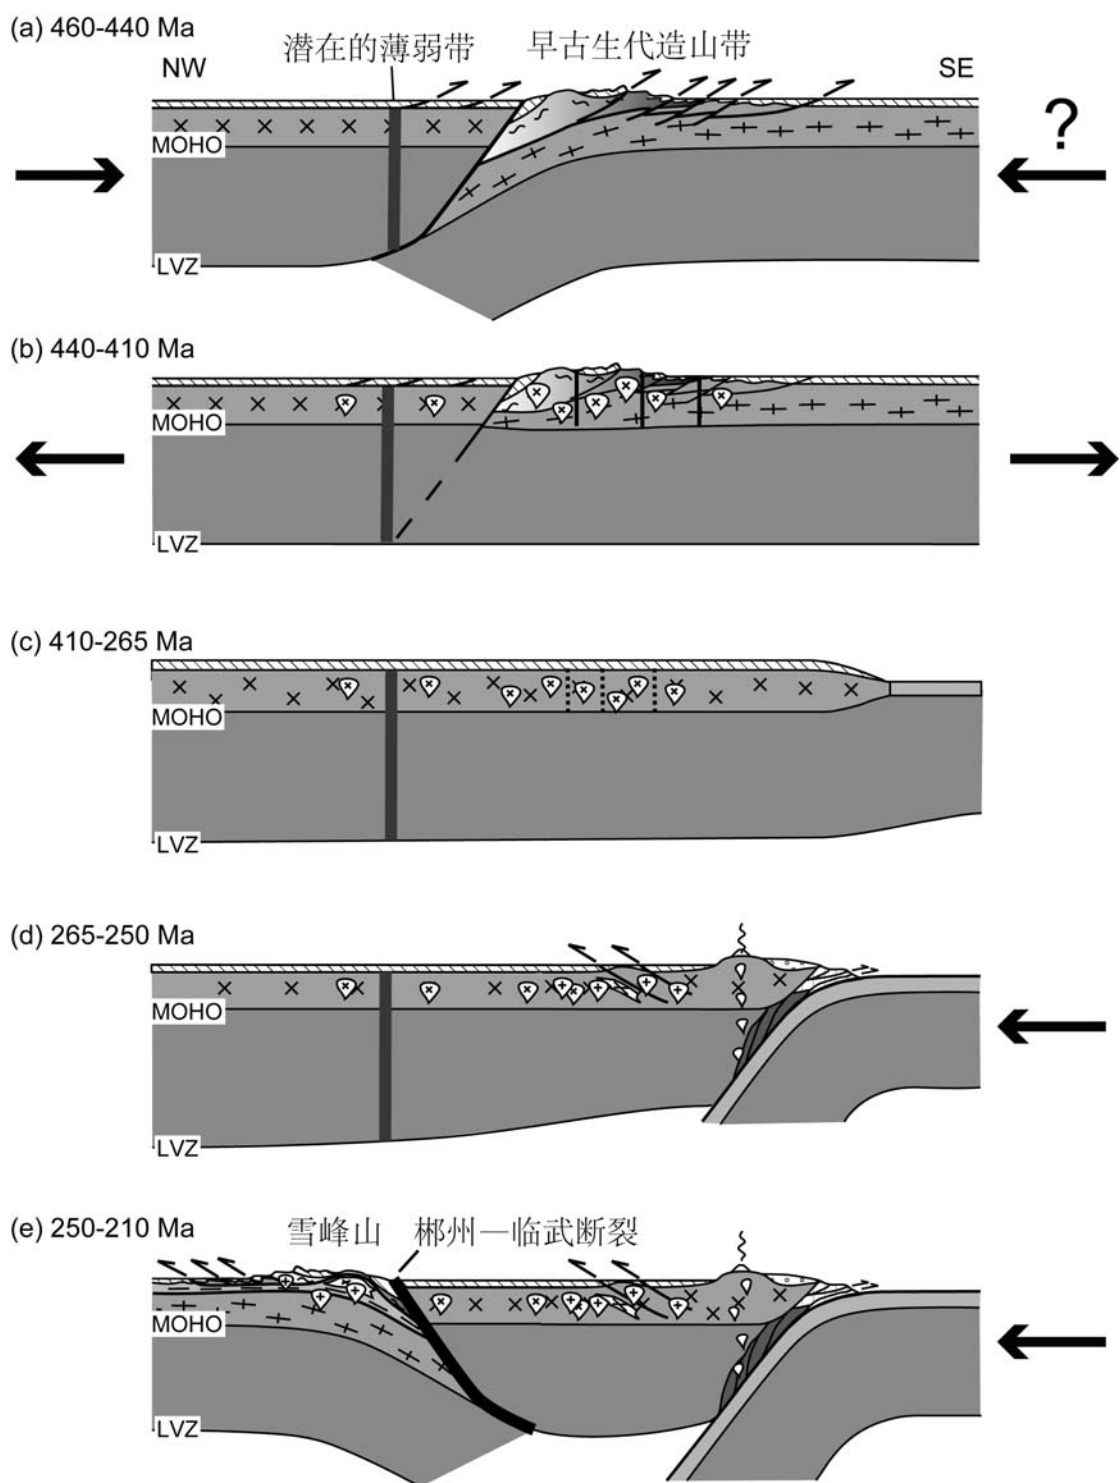 (a) 460-440 Ma
潜在的薄弱带
早古生代造山带
NW
SE
MOHO
?
LVZ
(b) 440-410 Ma
MOHO
LVZ
(c) 410-265 Ma
MOHO
LVZ
(d) 265-250 Ma
MOHO
LVZ
(e) 250-210 Ma
雪峰山
郴州—临武断裂
MOHO
LVZ